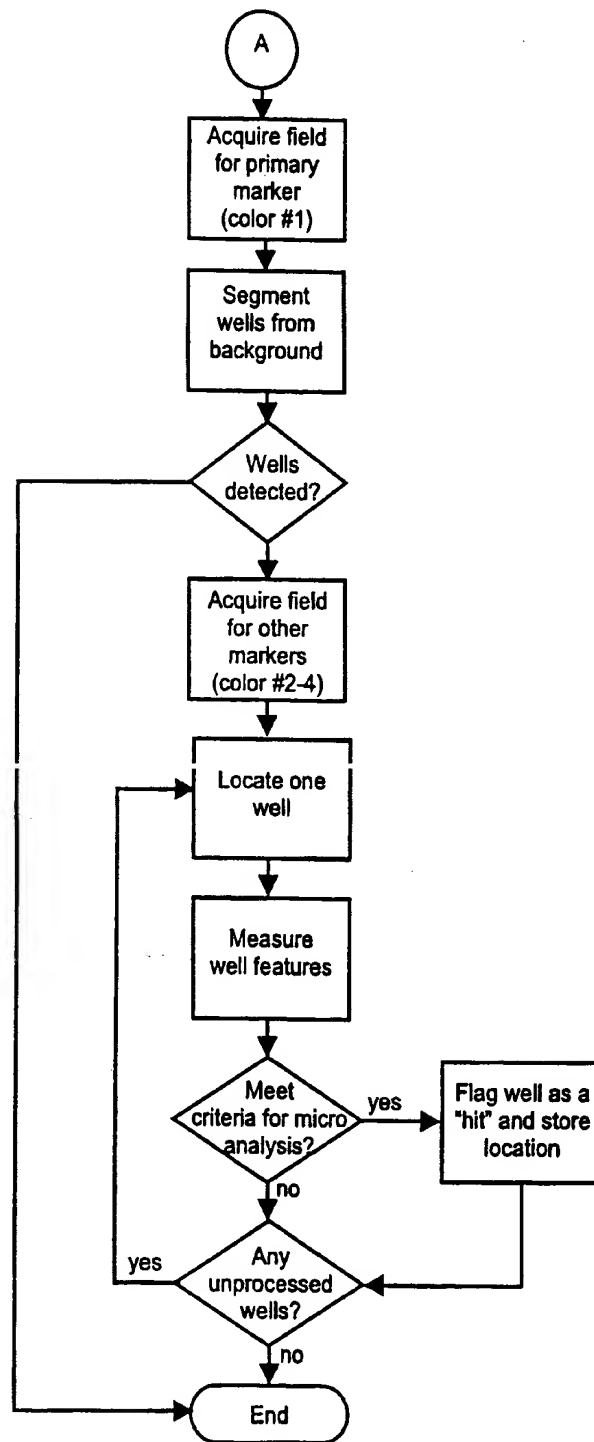 A
Acquire field
for primary
marker
(color #1)
Segment
wells from
background
Wells
detected?
Acquire field
for other
markers
(color #2-4)
Locate one
well
Measure
well features
Meet
criteria for micro
analysis?
yes
Flag well as a
"hit" and store
location
no
yes
Any
unprocessed
wells?
no
End